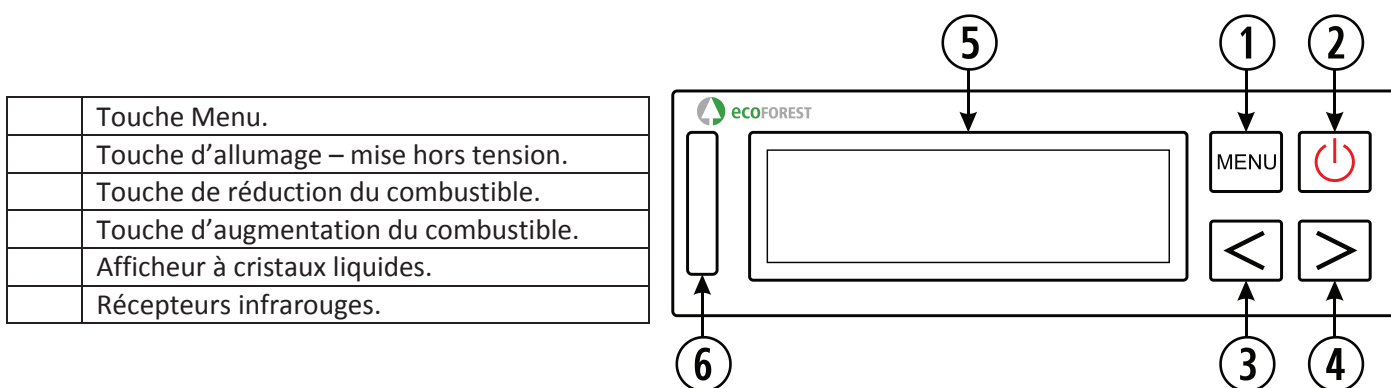 Touche Menu.
Touche d’allumage – mise hors tension.
Touche de réduction du combustible.
Touche d’augmentation du combustible.
Afficheur à cristaux liquides.
Récepteurs infrarouges.
5 1 2
ecoFOREST
MENU
< >
6 3 4